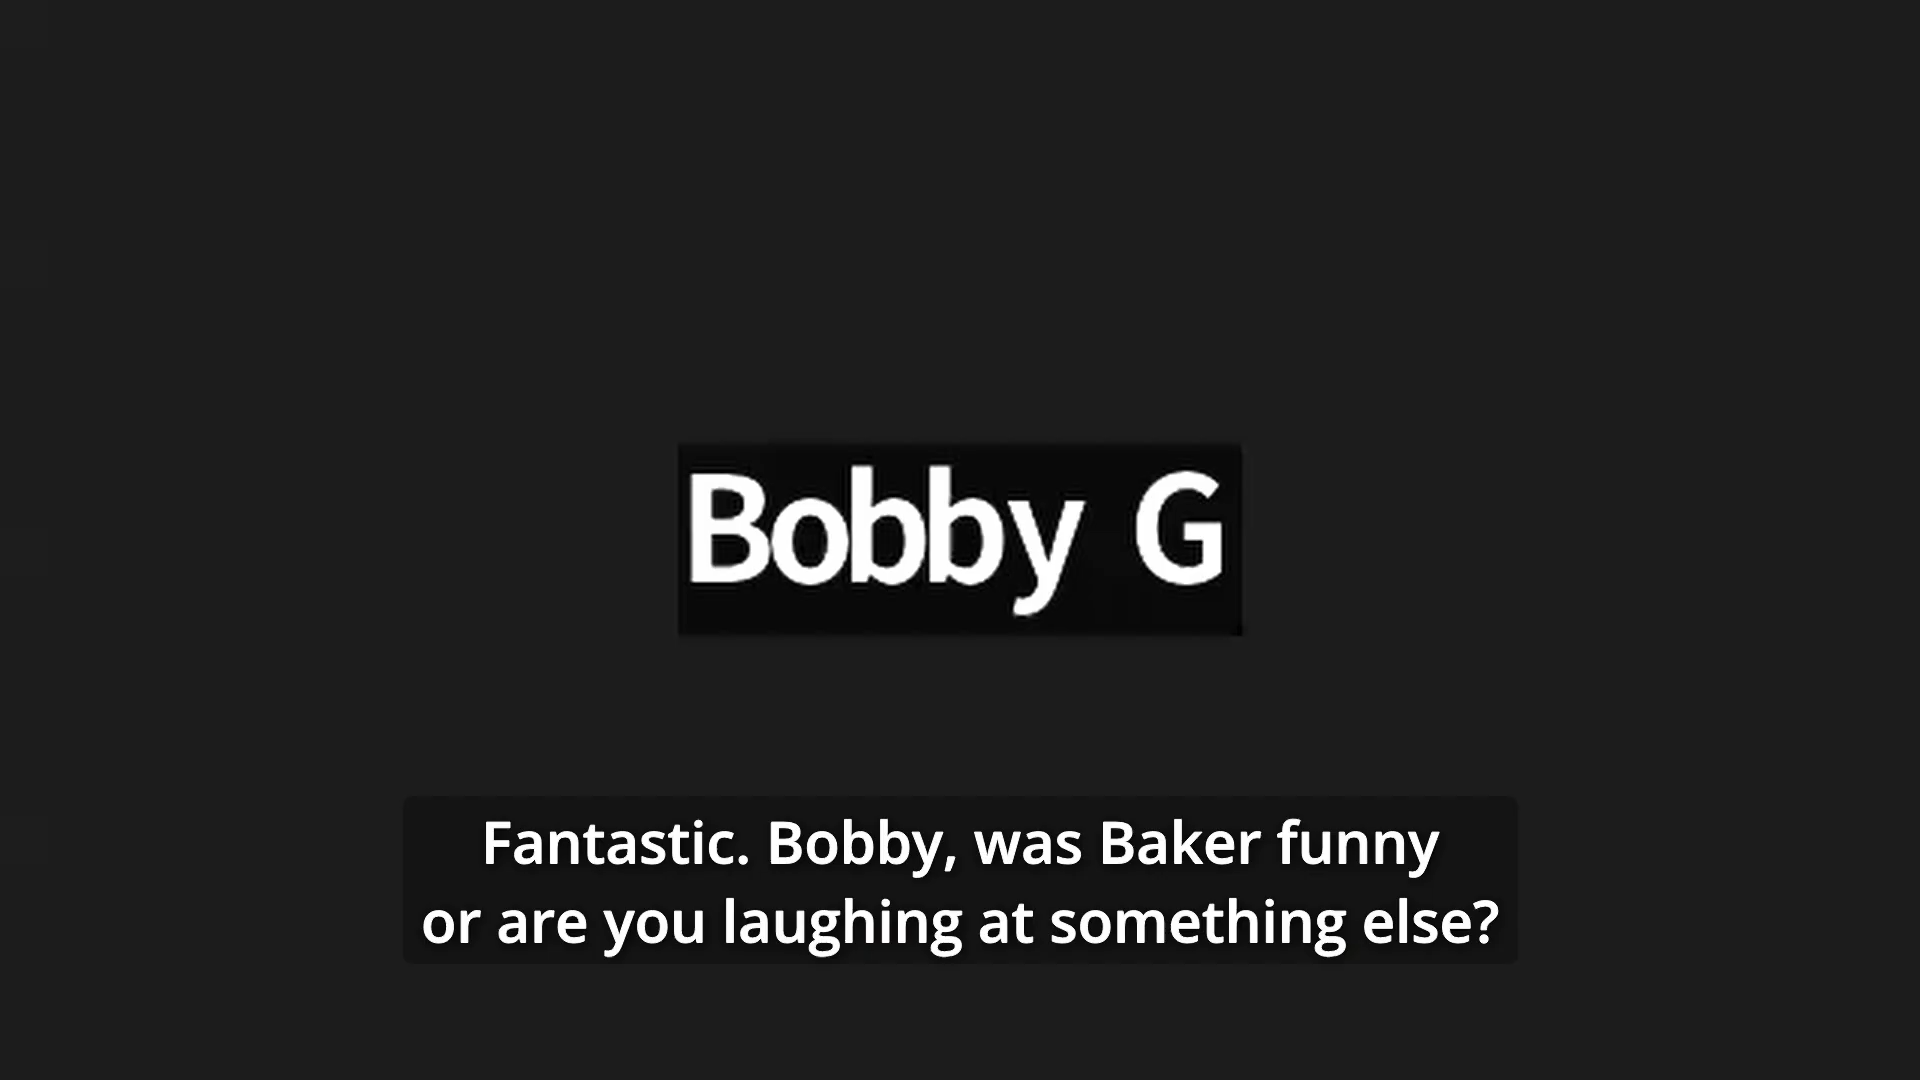 Bobby G
Fantastic. Bobby, was Baker funny
or are you laughing at something else?